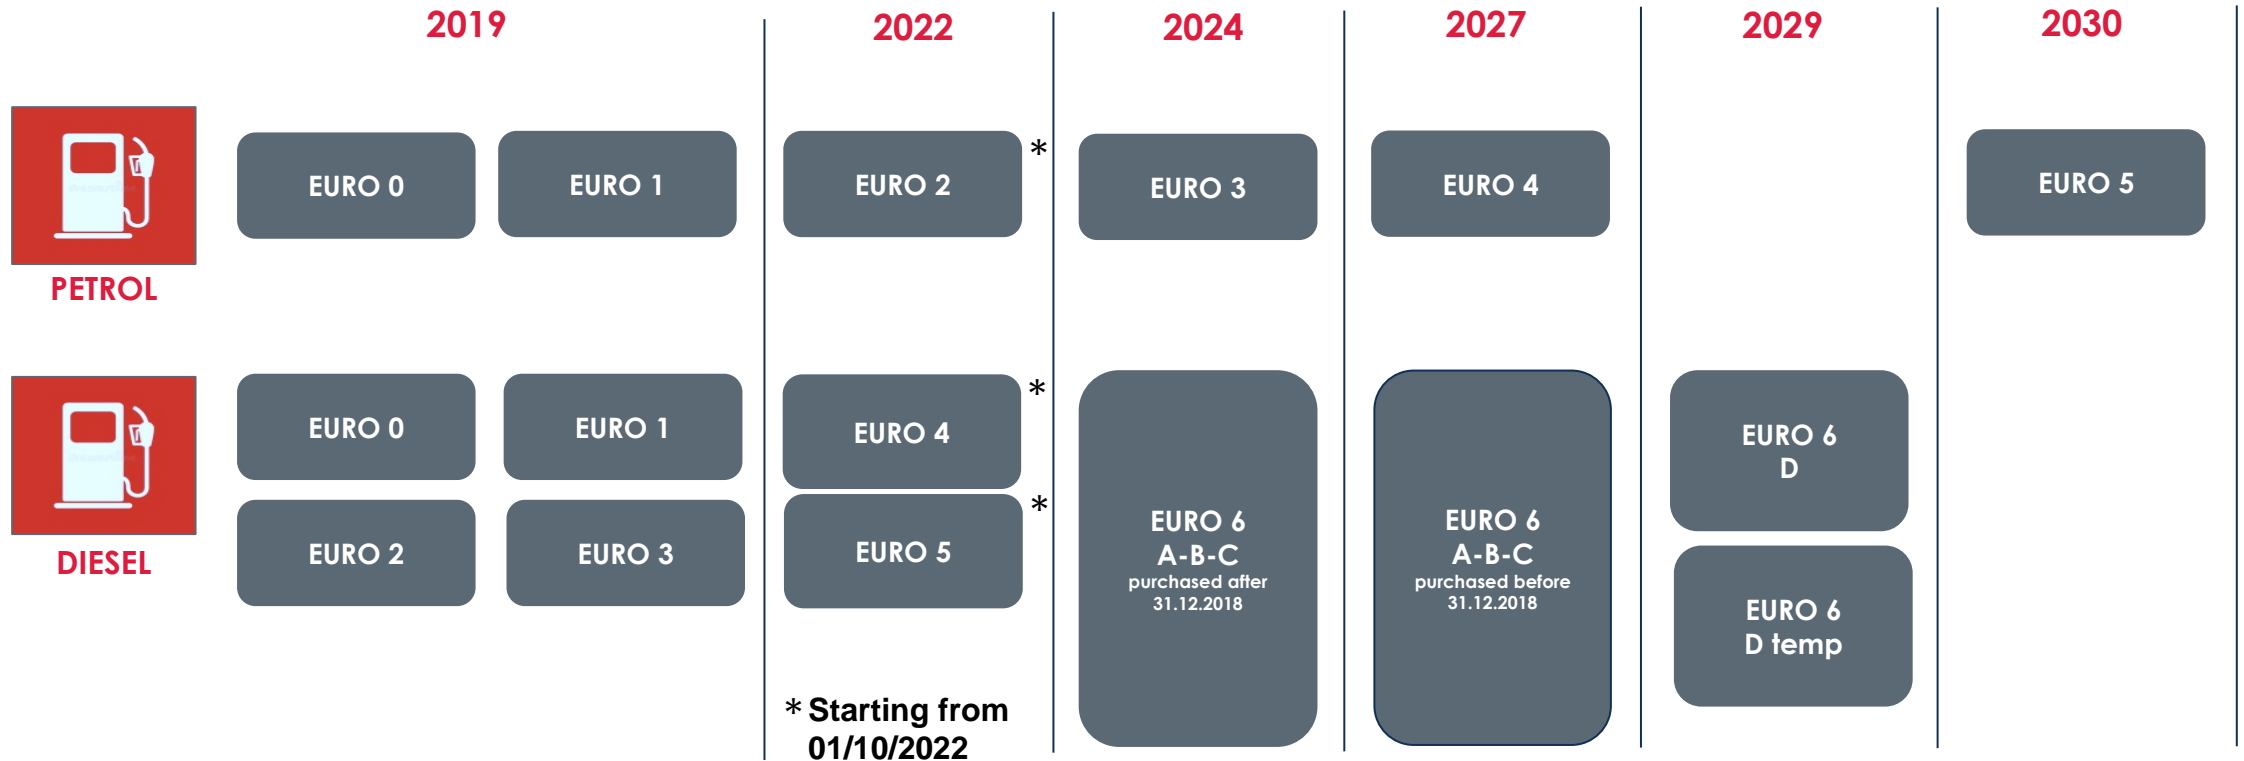 2019
2022
2024
2027
2029
2030
PETROL
EURO 0
EURO 1
EURO 2
*
EURO 3
EURO 4
EURO 5
DIESEL
EURO 0
EURO 1
EURO 2
EURO 3
EURO 4
*
EURO 5
*
EURO 6
A-B-C
purchased after
31.12.2018
EURO 6
A-B-C
purchased before
31.12.2018
EURO 6
D
EURO 6
D temp
* Starting from
01/10/2022